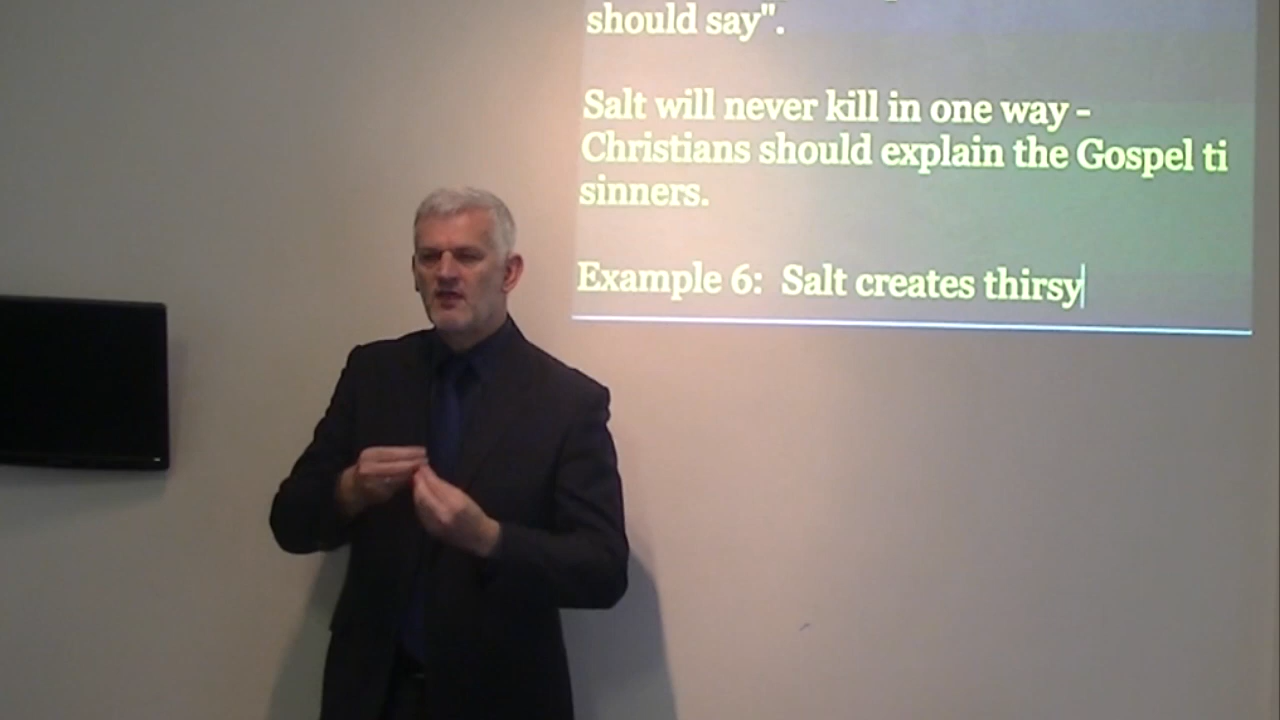 should say".
Salt will never kill in one way -
Christians should explain the Gospel ti
sinners.
Example 6: Salt creates thirsy